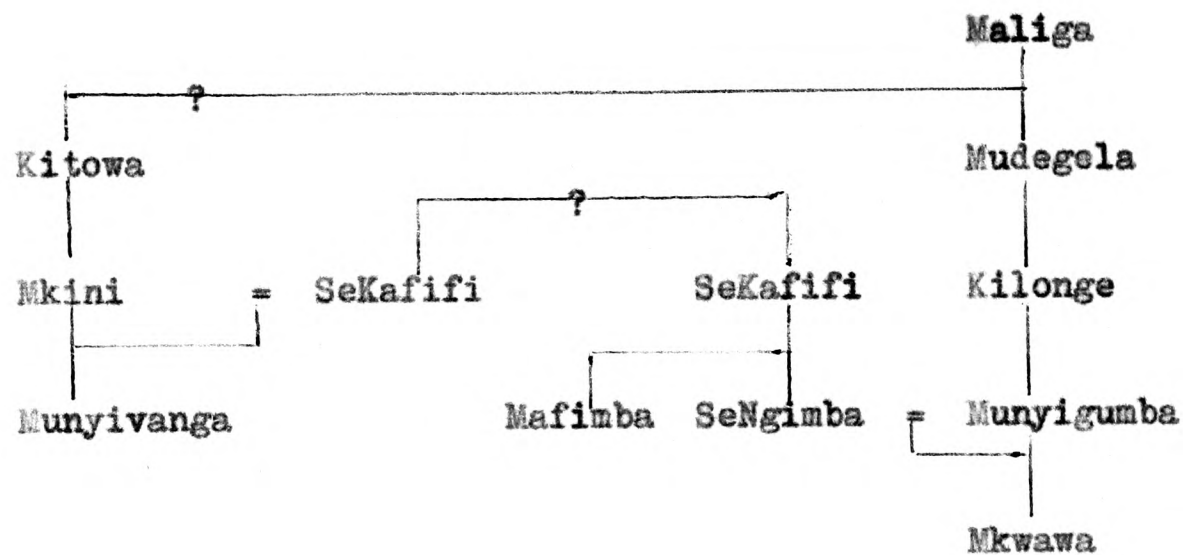 Maliga
?
Kitowa Mudegela
?
Mkini = SeKafifi SeKafifi Kilonge
Munyivanga Mafimba SeNgimba = Munyigumba
Mkwawa